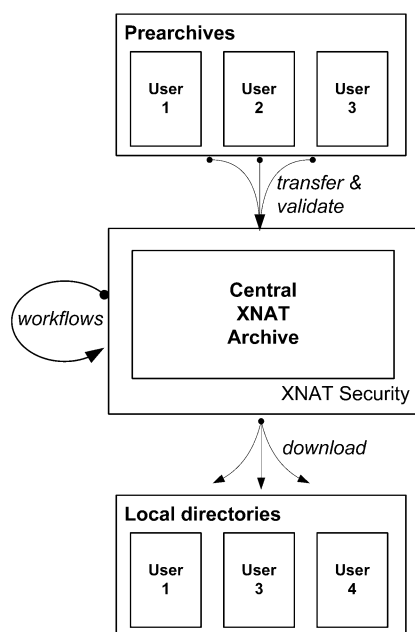 Prearchives
User
1
User
2
User
3
transfer &
validate
Central
XNAT
Archive
workflows
XNAT Security
download
Local directories
User
1
User
3
User
4